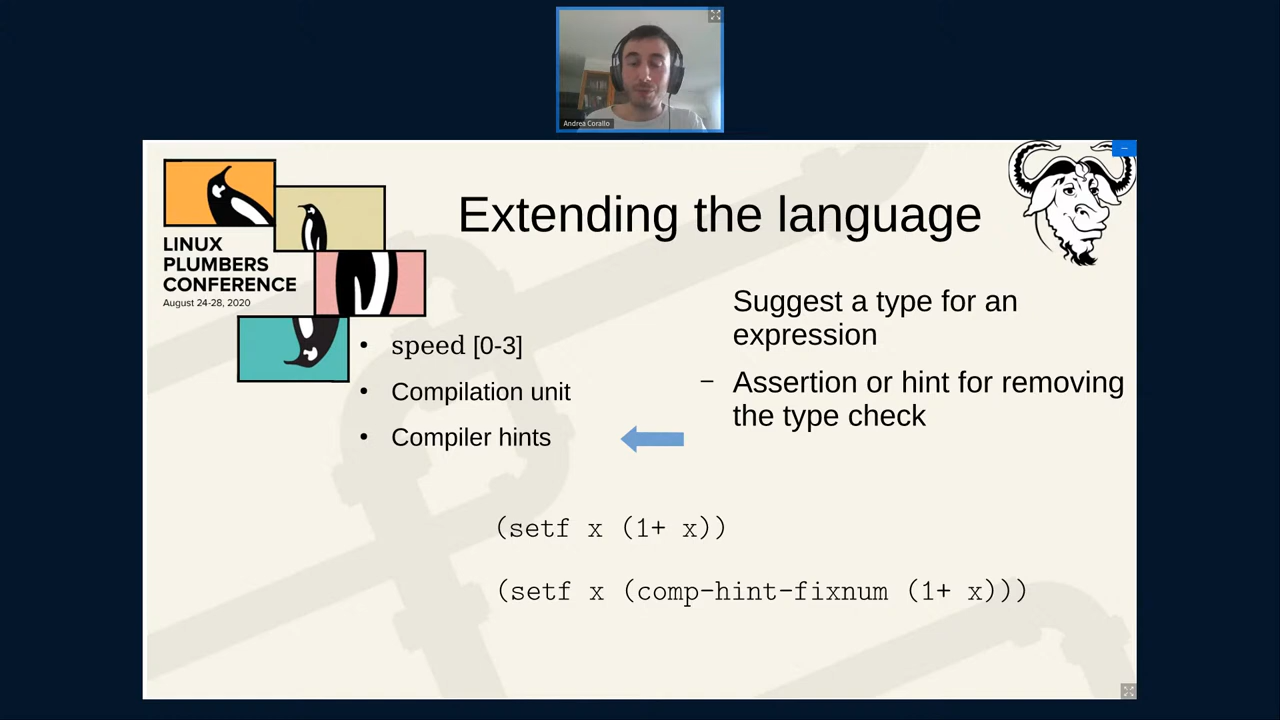 Andrea Corallo
LINUX
PLUMBERS
CONFERENCE
August 24-28, 2020
Extending the language
• speed [0-3]
• Compilation unit
• Compiler hints
Suggest a type for an
expression
– Assertion or hint for removing
the type check
(setf x (1+ x))
(setf x (comp-hint-fixnum (1+ x)))